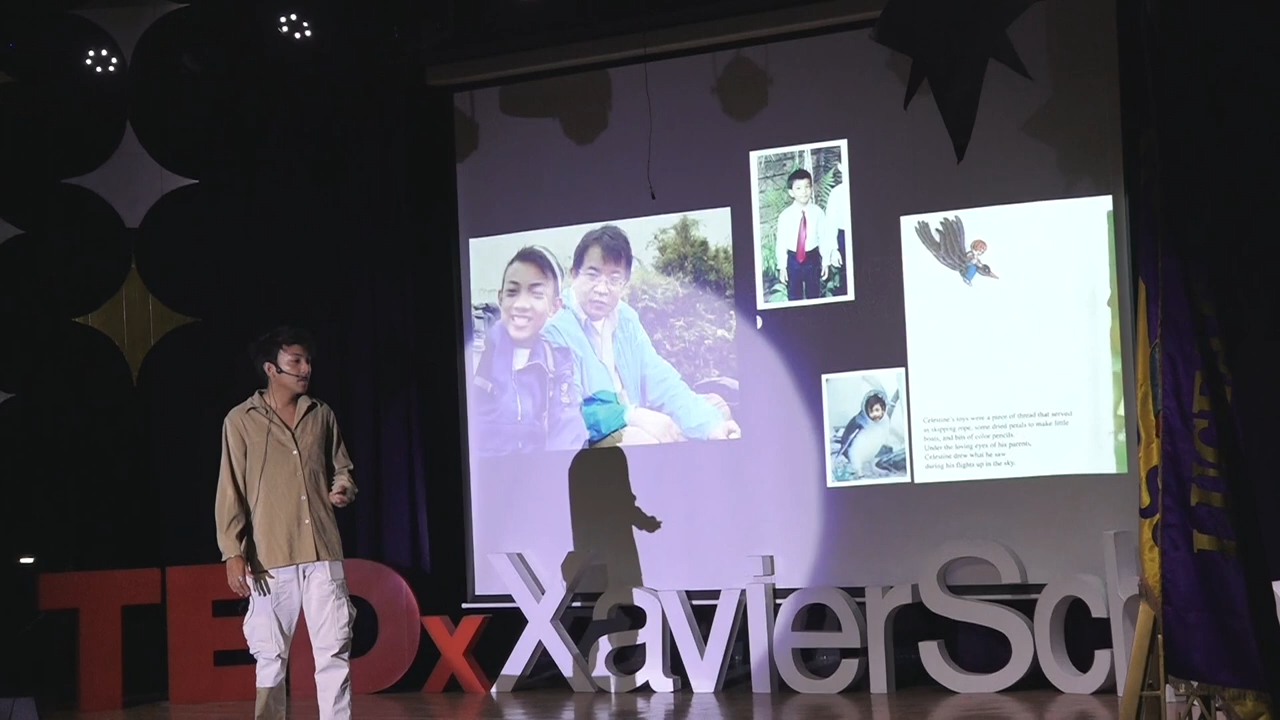 Celestine's toys were a piece of thread that served
as skipping rope, some dried petals to make little
boats, and bits of color pencils.
Under the loving eyes of his parents,
Celestine drew what he saw
during his flights up in the sky.
TEDxXavierSch